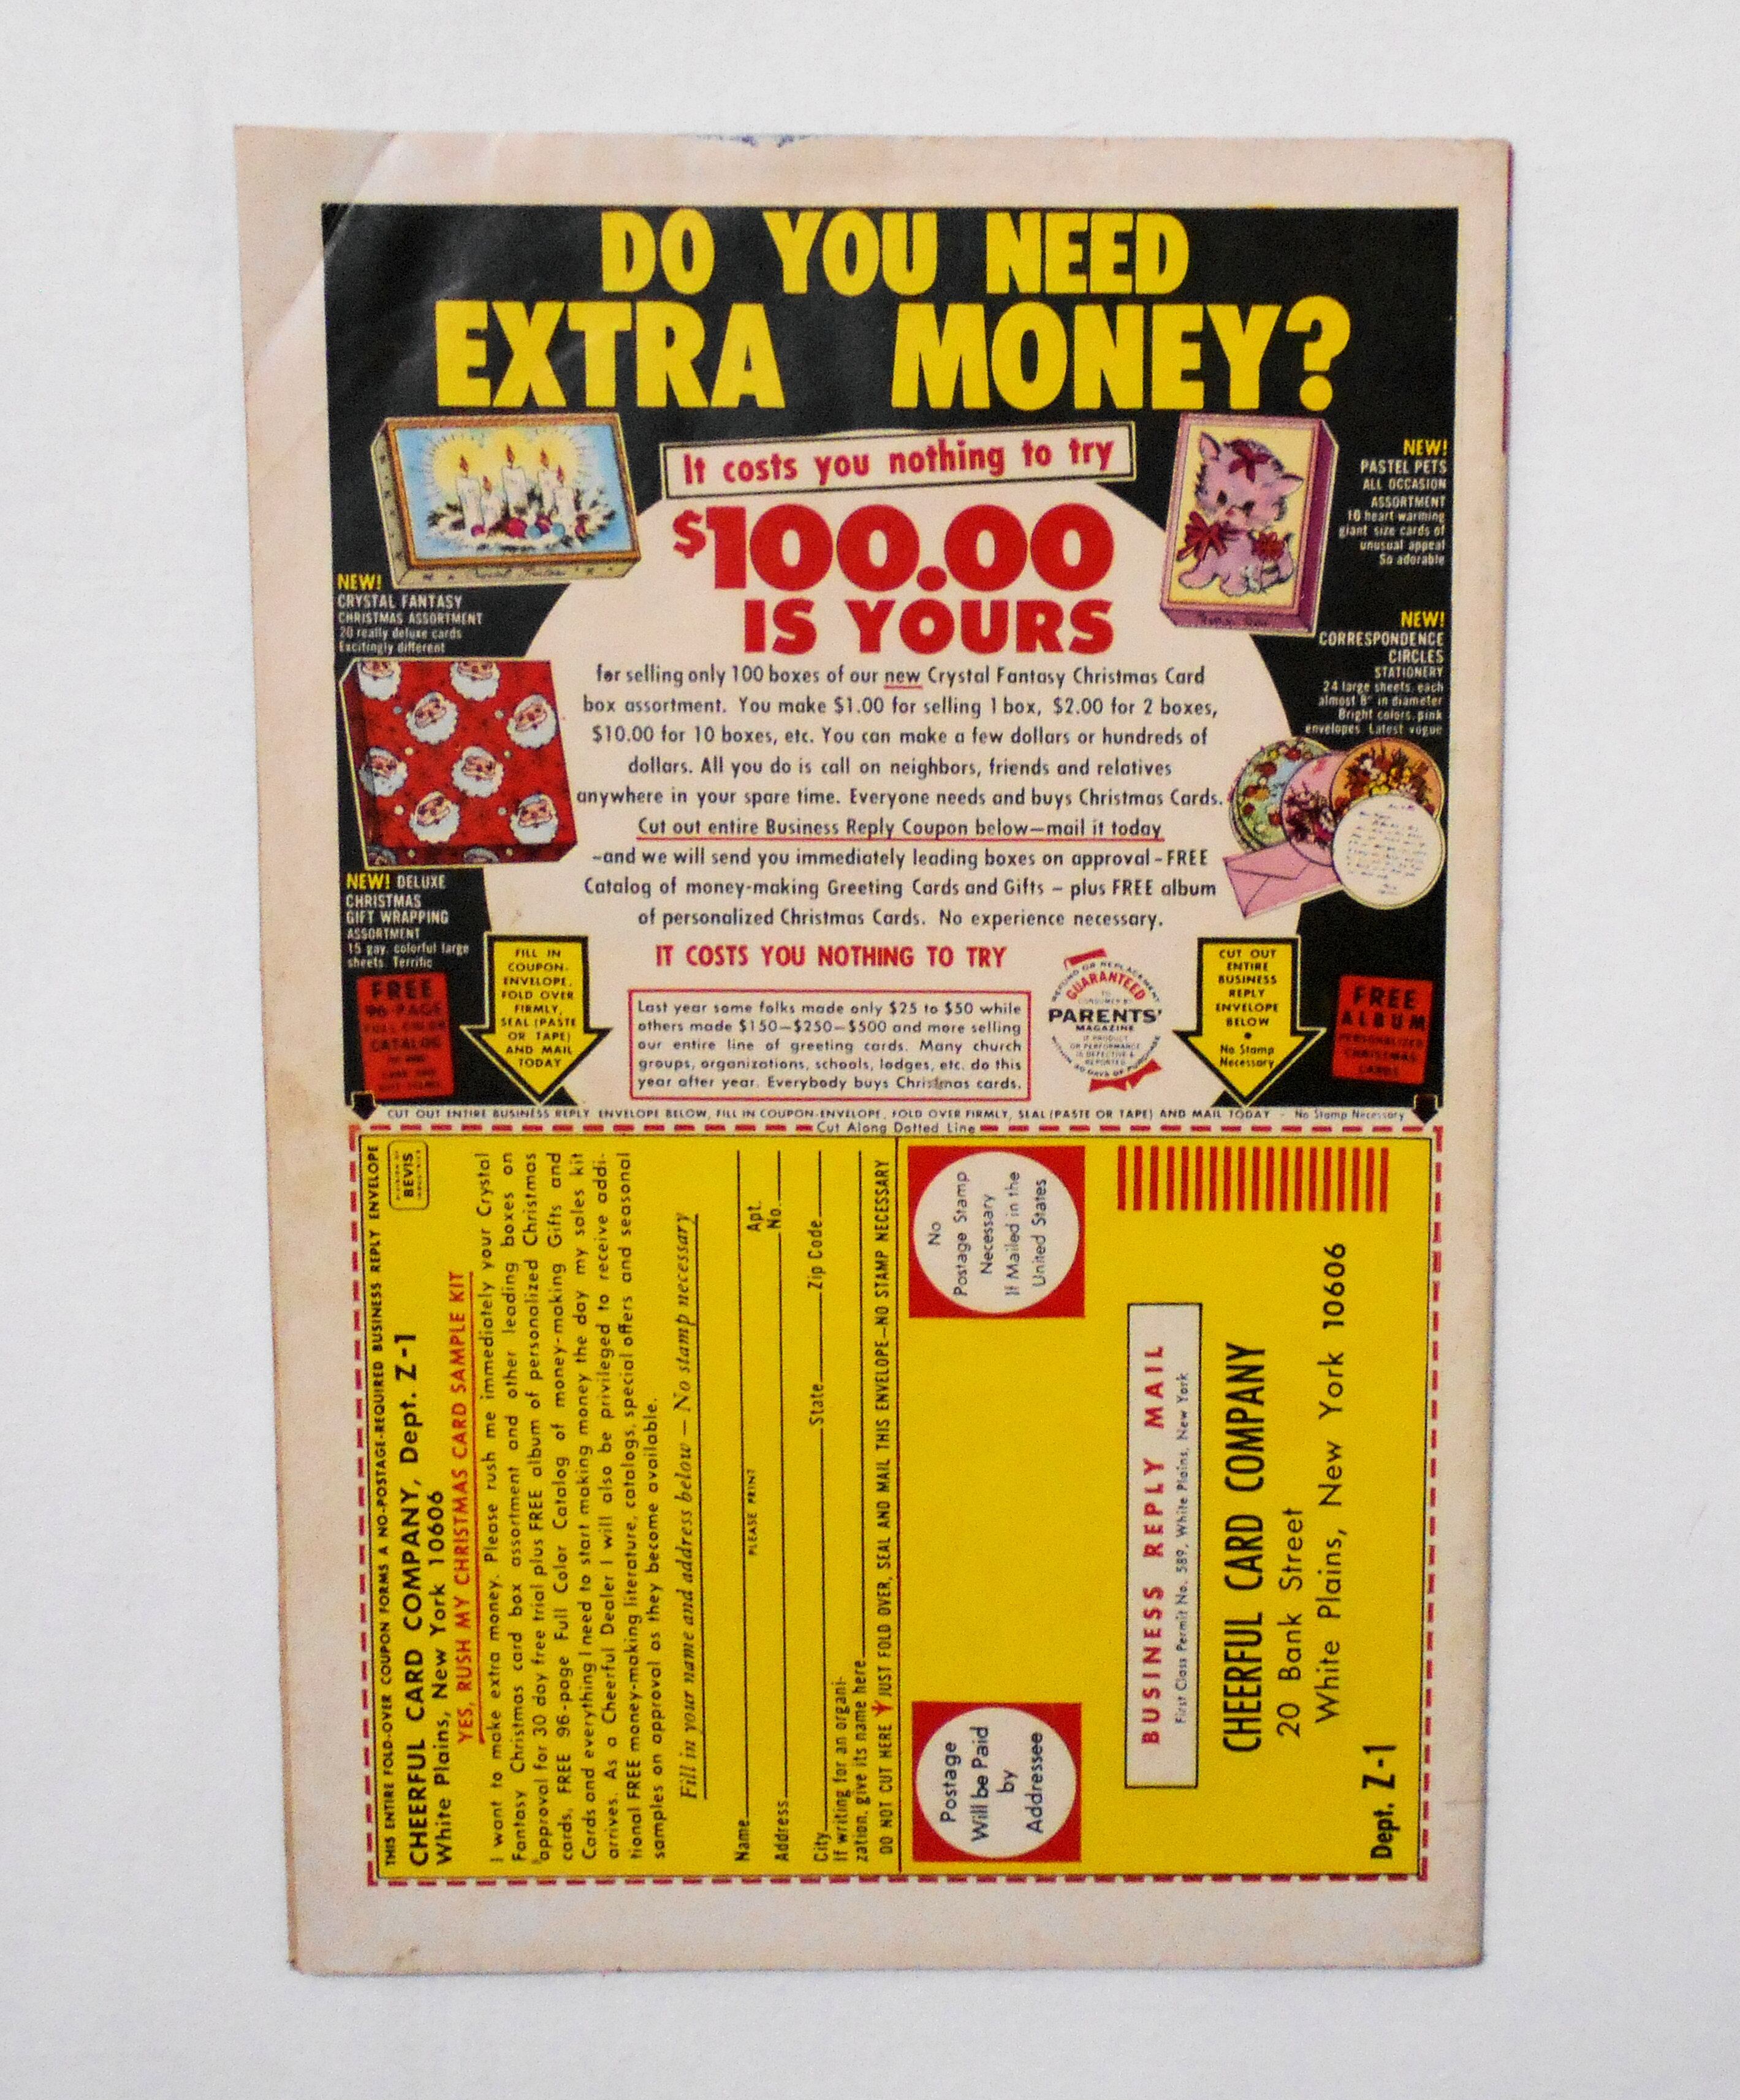 DO YOU NEED
EXTRA MONEY?
It costs you nothing to try
$100.00
IS YOURS
NEW!
CRYSTAL FANTASY
CHRISTMAS ASSORTMENT
20 really deluxe cards
Excitingly different
NEW!
PASTEL PETS
ALL OCCASION
ASSORTMENT
10 heart warming
giant size cards of
unusual appeal
So adorable
NEW!
CORRESPONDENCE
CIRCLES
STATIONERY
24 large sheets, each
almost 8" in diameter
Bright colors, pink
envelopes. Latest vogue
for selling only 100 boxes of our new Crystal Fantasy Christmas Card
box assortment. You make $1.00 for selling 1 box, $2.00 for 2 boxes,
$10.00 for 10 boxes, etc. You can make a few dollars or hundreds of
dollars. All you do is call on neighbors, friends and relatives
anywhere in your spare time. Everyone needs and buys Christmas Cards.
Cut out entire Business Reply Coupon below—mail it today
-and we will send you immediately leading boxes on approval - FREE
Catalog of money-making Greeting Cards and Gifts — plus FREE album
of personalized Christmas Cards. No experience necessary.
NEW! DELUXE
CHRISTMAS
GIFT WRAPPING
ASSORTMENT
15 gay, colorful large
sheets. Terrific
FREE
96-PAGE
FULL COLOR
CATALOG
FILL IN
COUPON-
ENVELOPE,
FOLD OVER
FIRMLY,
SEAL (PASTE
OR TAPE)
AND MAIL
TODAY
IT COSTS YOU NOTHING TO TRY
Last year some folks made only $25 to $50 while
others made $150—$250—$500 and more selling
our entire line of greeting cards. Many church
groups, organizations, schools, lodges, etc. do this
year after year. Everybody buys Christmas cards.
REFUND OR REPLACEMENT
GUARANTEED
TO
CONSUMER BY
PARENTS'
MAGAZINE
IF PRODUCT
OR PERFORMANCE
IS DEFECTIVE &
REPORTED
WITHIN 30 DAYS OF PURCHASE
CUT OUT
ENTIRE
BUSINESS
REPLY
ENVELOPE
BELOW
•
No Stamp
Necessary
FREE
ALBUM
PERSONALIZED
CHRISTMAS
CARDS
CUT OUT ENTIRE BUSINESS REPLY ENVELOPE BELOW, FILL IN COUPON-ENVELOPE, FOLD OVER FIRMLY, SEAL (PASTE OR TAPE) AND MAIL TODAY - No Stamp Necessary
Cut Along Dotted Line
THIS ENTIRE FOLD-OVER COUPON FORMS A NO-POSTAGE-REQUIRED BUSINESS REPLY ENVELOPE
CHEERFUL CARD COMPANY, Dept. Z-1
White Plains, New York 10606
DIVISION OF
BEVIS
INDUSTRIES
YES, RUSH MY CHRISTMAS CARD SAMPLE KIT
I want to make extra money. Please rush me immediately your Crystal
Fantasy Christmas card box assortment and other leading boxes on
approval for 30 day free trial plus FREE album of personalized Christmas
cards, FREE 96-page Full Color Catalog of money-making Gifts and
Cards and everything I need to start making money the day my sales kit
arrives. As a Cheerful Dealer I will also be privileged to receive addi-
tional FREE money-making literature, catalogs, special offers and seasonal
samples on approval as they become available.
Fill in your name and address below — No stamp necessary
Name
PLEASE PRINT
Address
Apt.
No.
City
State
Zip Code
If writing for an organi-
zation, give its name here
DO NOT CUT HERE JUST FOLD OVER, SEAL AND MAIL THIS ENVELOPE—NO STAMP NECESSARY
Postage
Will be Paid
by
Addressee
No
Postage Stamp
Necessary
If Mailed in the
United States
BUSINESS REPLY MAIL
First Class Permit No. 589, White Plains, New York
CHEERFUL CARD COMPANY
20 Bank Street
White Plains, New York 10606
Dept. Z-1